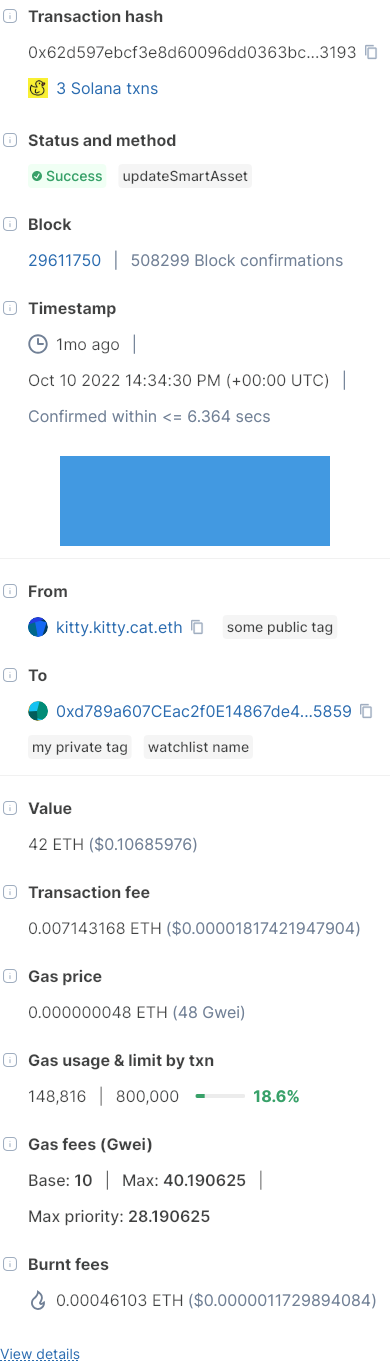 Transaction hash
0x62d597ebcf3e8d60096dd0363bc...3193
3 Solana txns
Status and method
Success updateSmartAsset
Block
29611750 | 508299 Block confirmations
Timestamp
1mo ago |
Oct 10 2022 14:34:30 PM (+00:00 UTC) |
Confirmed within <= 6.364 secs
From
kitty.kitty.cat.eth some public tag
To
0xd789a607CEac2f0E14867de4...5859
my private tag watchlist name
Value
42 ETH ($0.10685976)
Transaction fee
0.007143168 ETH ($0.00001817421947904)
Gas price
0.000000048 ETH (48 Gwei)
Gas usage & limit by txn
148,816 | 800,000 18.6%
Gas fees (Gwei)
Base: 10 | Max: 40.190625 |
Max priority: 28.190625
Burnt fees
0.00046103 ETH ($0.0000011729894084)
View details